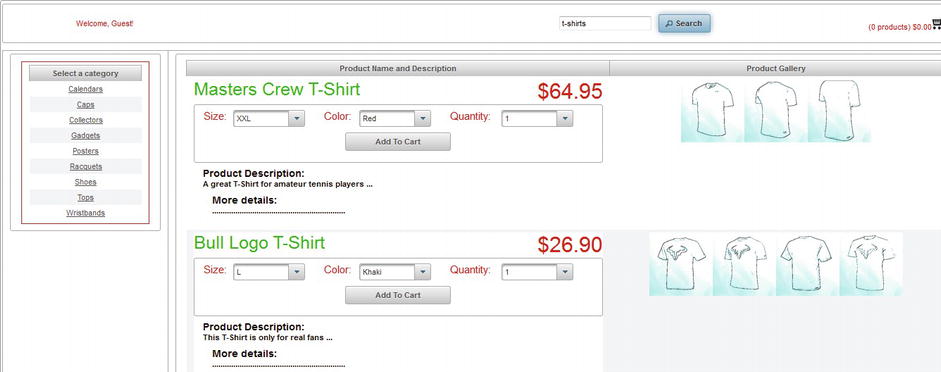 Welcome, Guest!
t-shirts
Search
(0 products) $0.00
Select a category
Calendars
Caps
Collectors
Gadgets
Posters
Racquets
Shoes
Tops
Wristbands
Product Name and Description
Product Gallery
Masters Crew T-Shirt
$64.95
Size: XXL Color: Red Quantity: 1
Add To Cart
Product Description:
A great T-Shirt for amateur tennis players ...
More details:
Bull Logo T-Shirt
$26.90
Size: L Color: Khaki Quantity: 1
Add To Cart
Product Description:
This T-Shirt is only for real fans ...
More details: